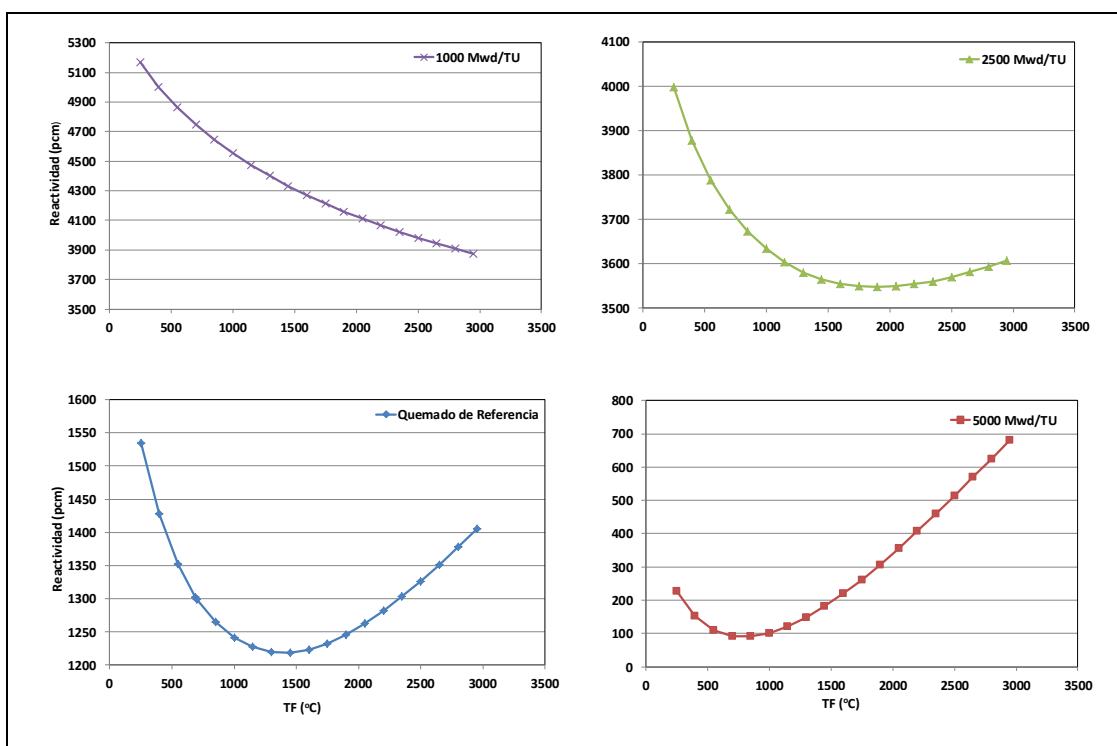 5300
5100
4900
4700
4500
4300
4100
3900
3700
3500
Reactividad (pcm)
1000 Mwd/TU
0 500 1000 1500 2000 2500 3000 3500
4100
4000
3900
3800
3700
3600
3500
2500 Mwd/TU
0 500 1000 1500 2000 2500 3000 3500
1600
1550
1500
1450
1400
1350
1300
1250
1200
Reactividad (pcm)
Quemado de Referencia
0 500 1000 1500 2000 2500 3000 3500
TF (°C)
800
700
600
500
400
300
200
100
0
5000 Mwd/TU
0 500 1000 1500 2000 2500 3000 3500
TF (°C)